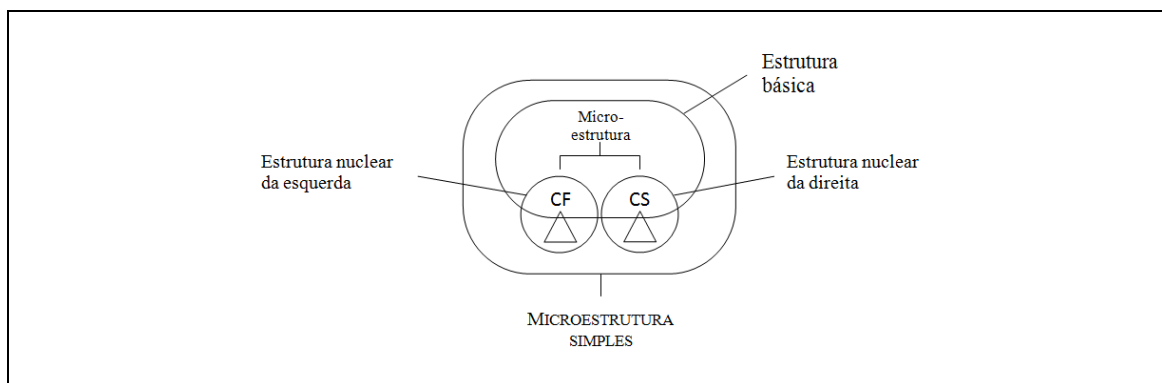 Estrutura
básica
Micro-
estrutura
Estrutura nuclear
da esquerda
Estrutura nuclear
da direita
CF
CS
MICROESTRUTURA
SIMPLES